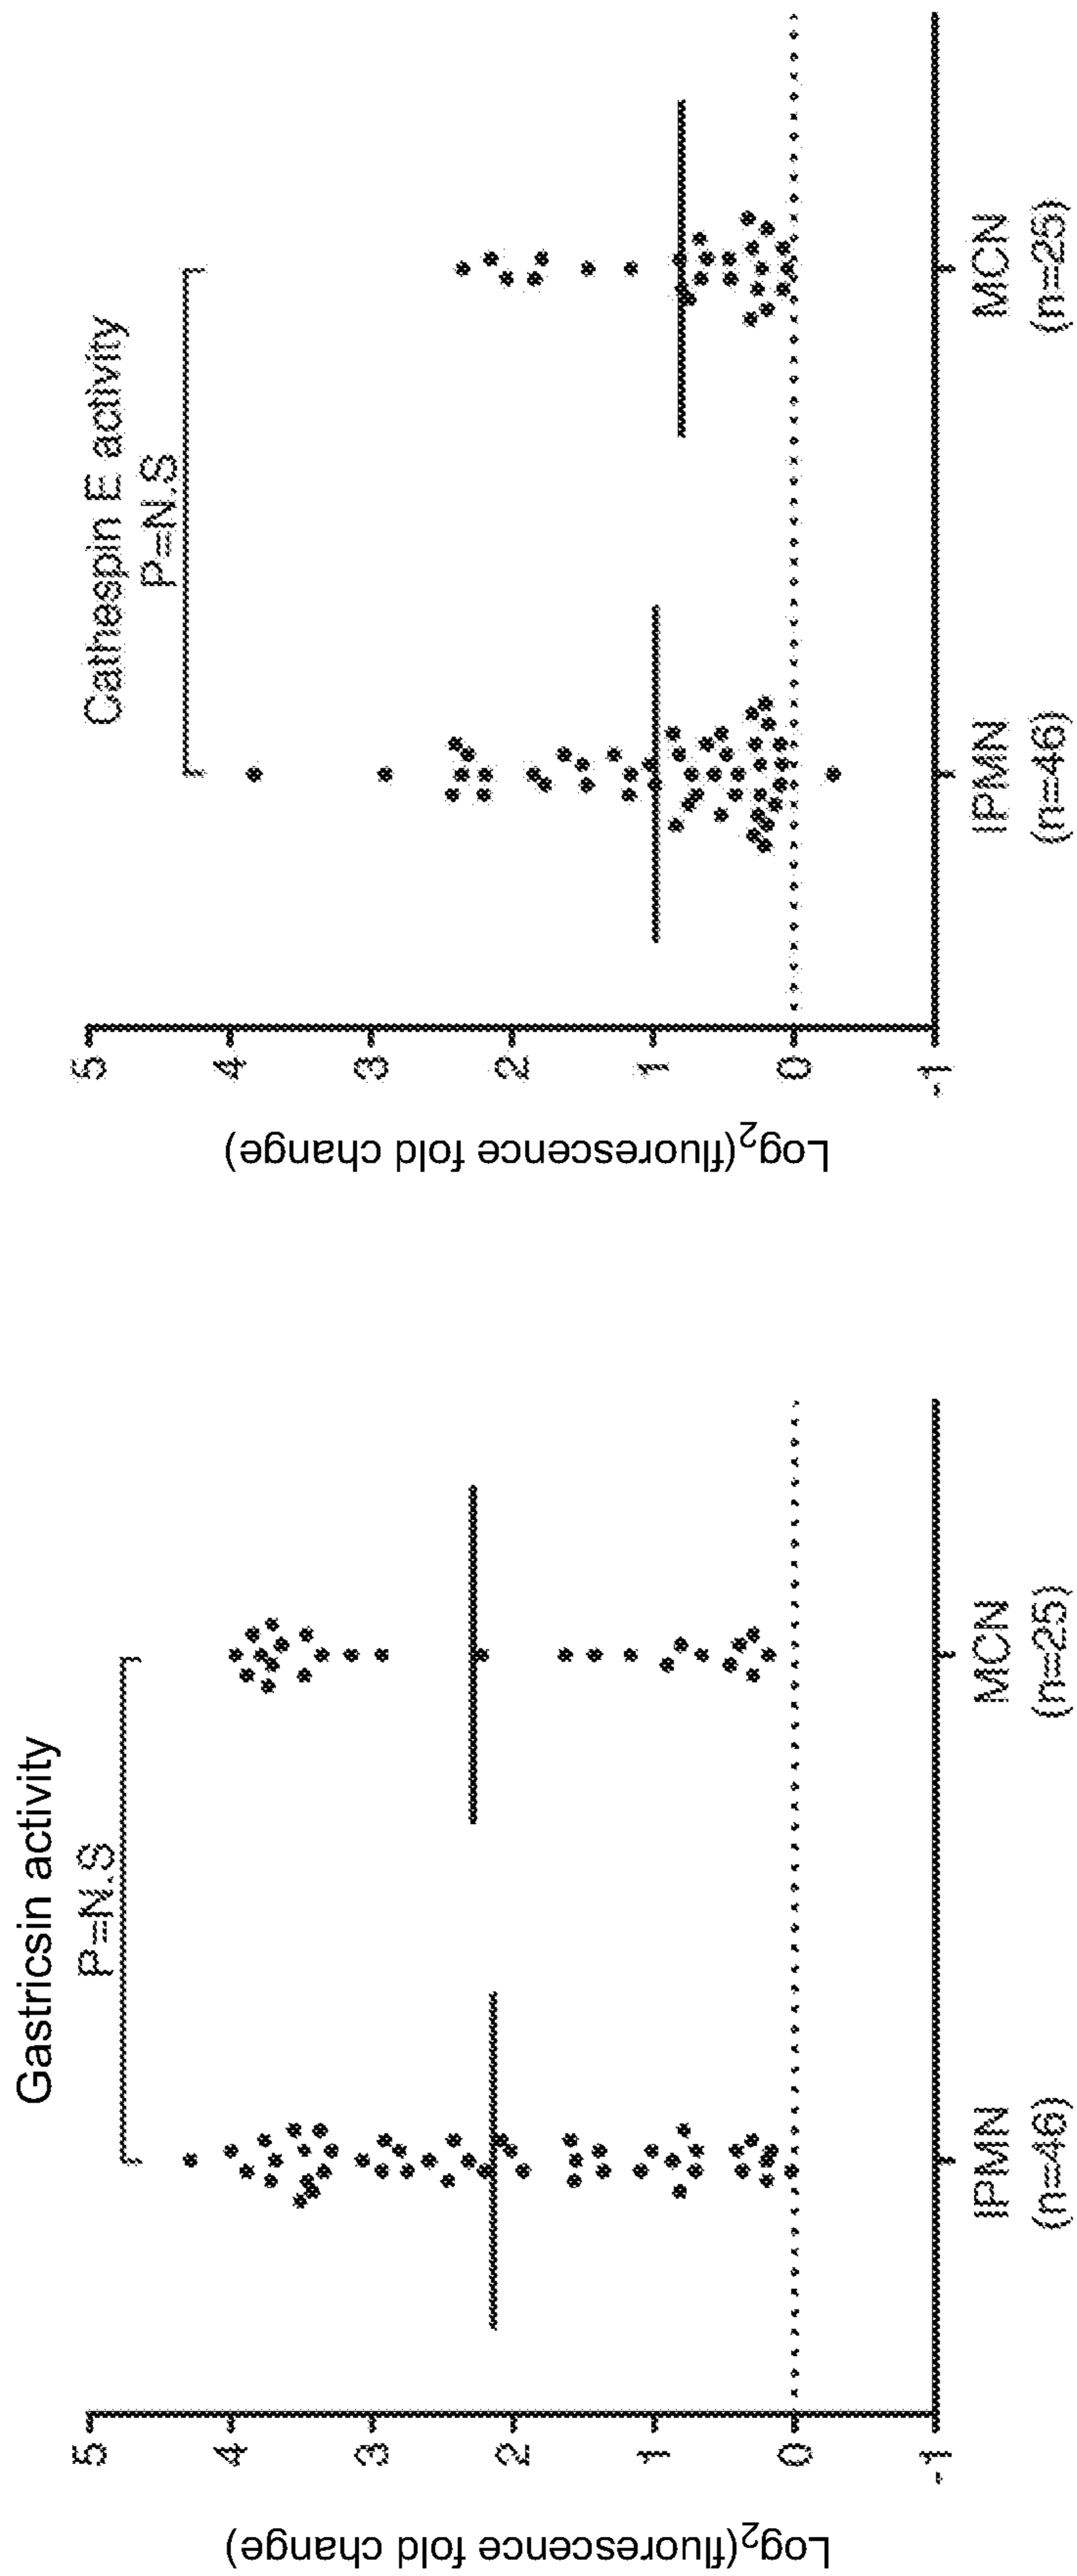 Gastricsin activity
P=N.S
5
4
3
2
1
0
-1
Log2(fluorescence fold change)
IPMN
(n=46)
MCN
(n=25)
Cathespin E activity
P=N.S
5
4
3
2
1
0
-1
Log2(fluorescence fold change)
IPMN
(n=46)
MCN
(n=25)